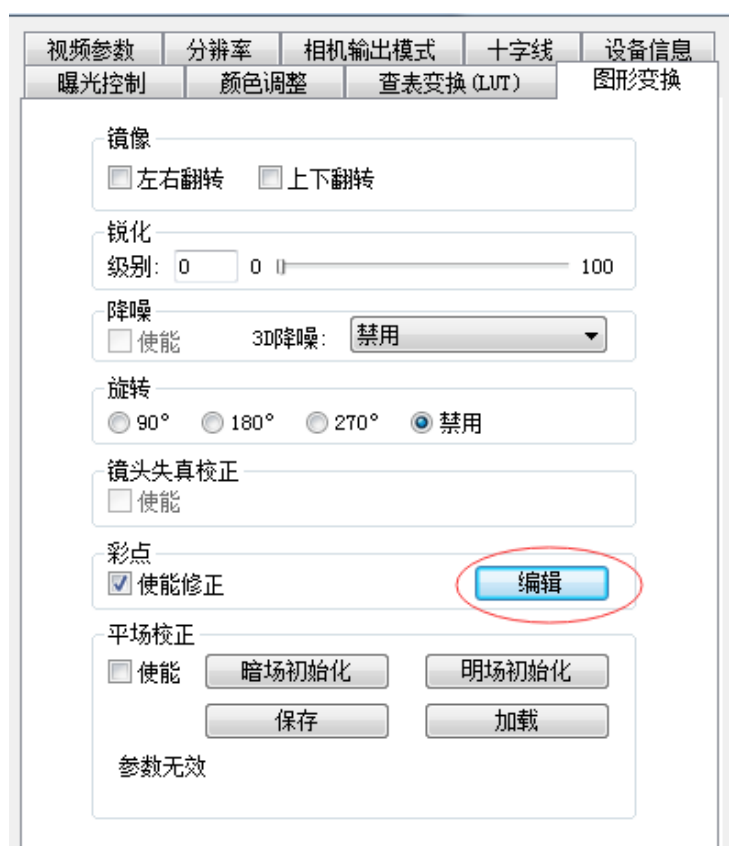 视频参数 分辨率 相机输出模式 十字线 设备信息
曝光控制 颜色调整 查表变换(LUT) 图形变换
镜像
左右翻转 上下翻转
锐化
级别: 0 0 100
降噪
使能 3D降噪: 禁用
旋转
90° 180° 270° 禁用
镜头失真校正
使能
彩点
使能修正 编辑
平场校正
使能 暗场初始化 明场初始化
保存 加载
参数无效